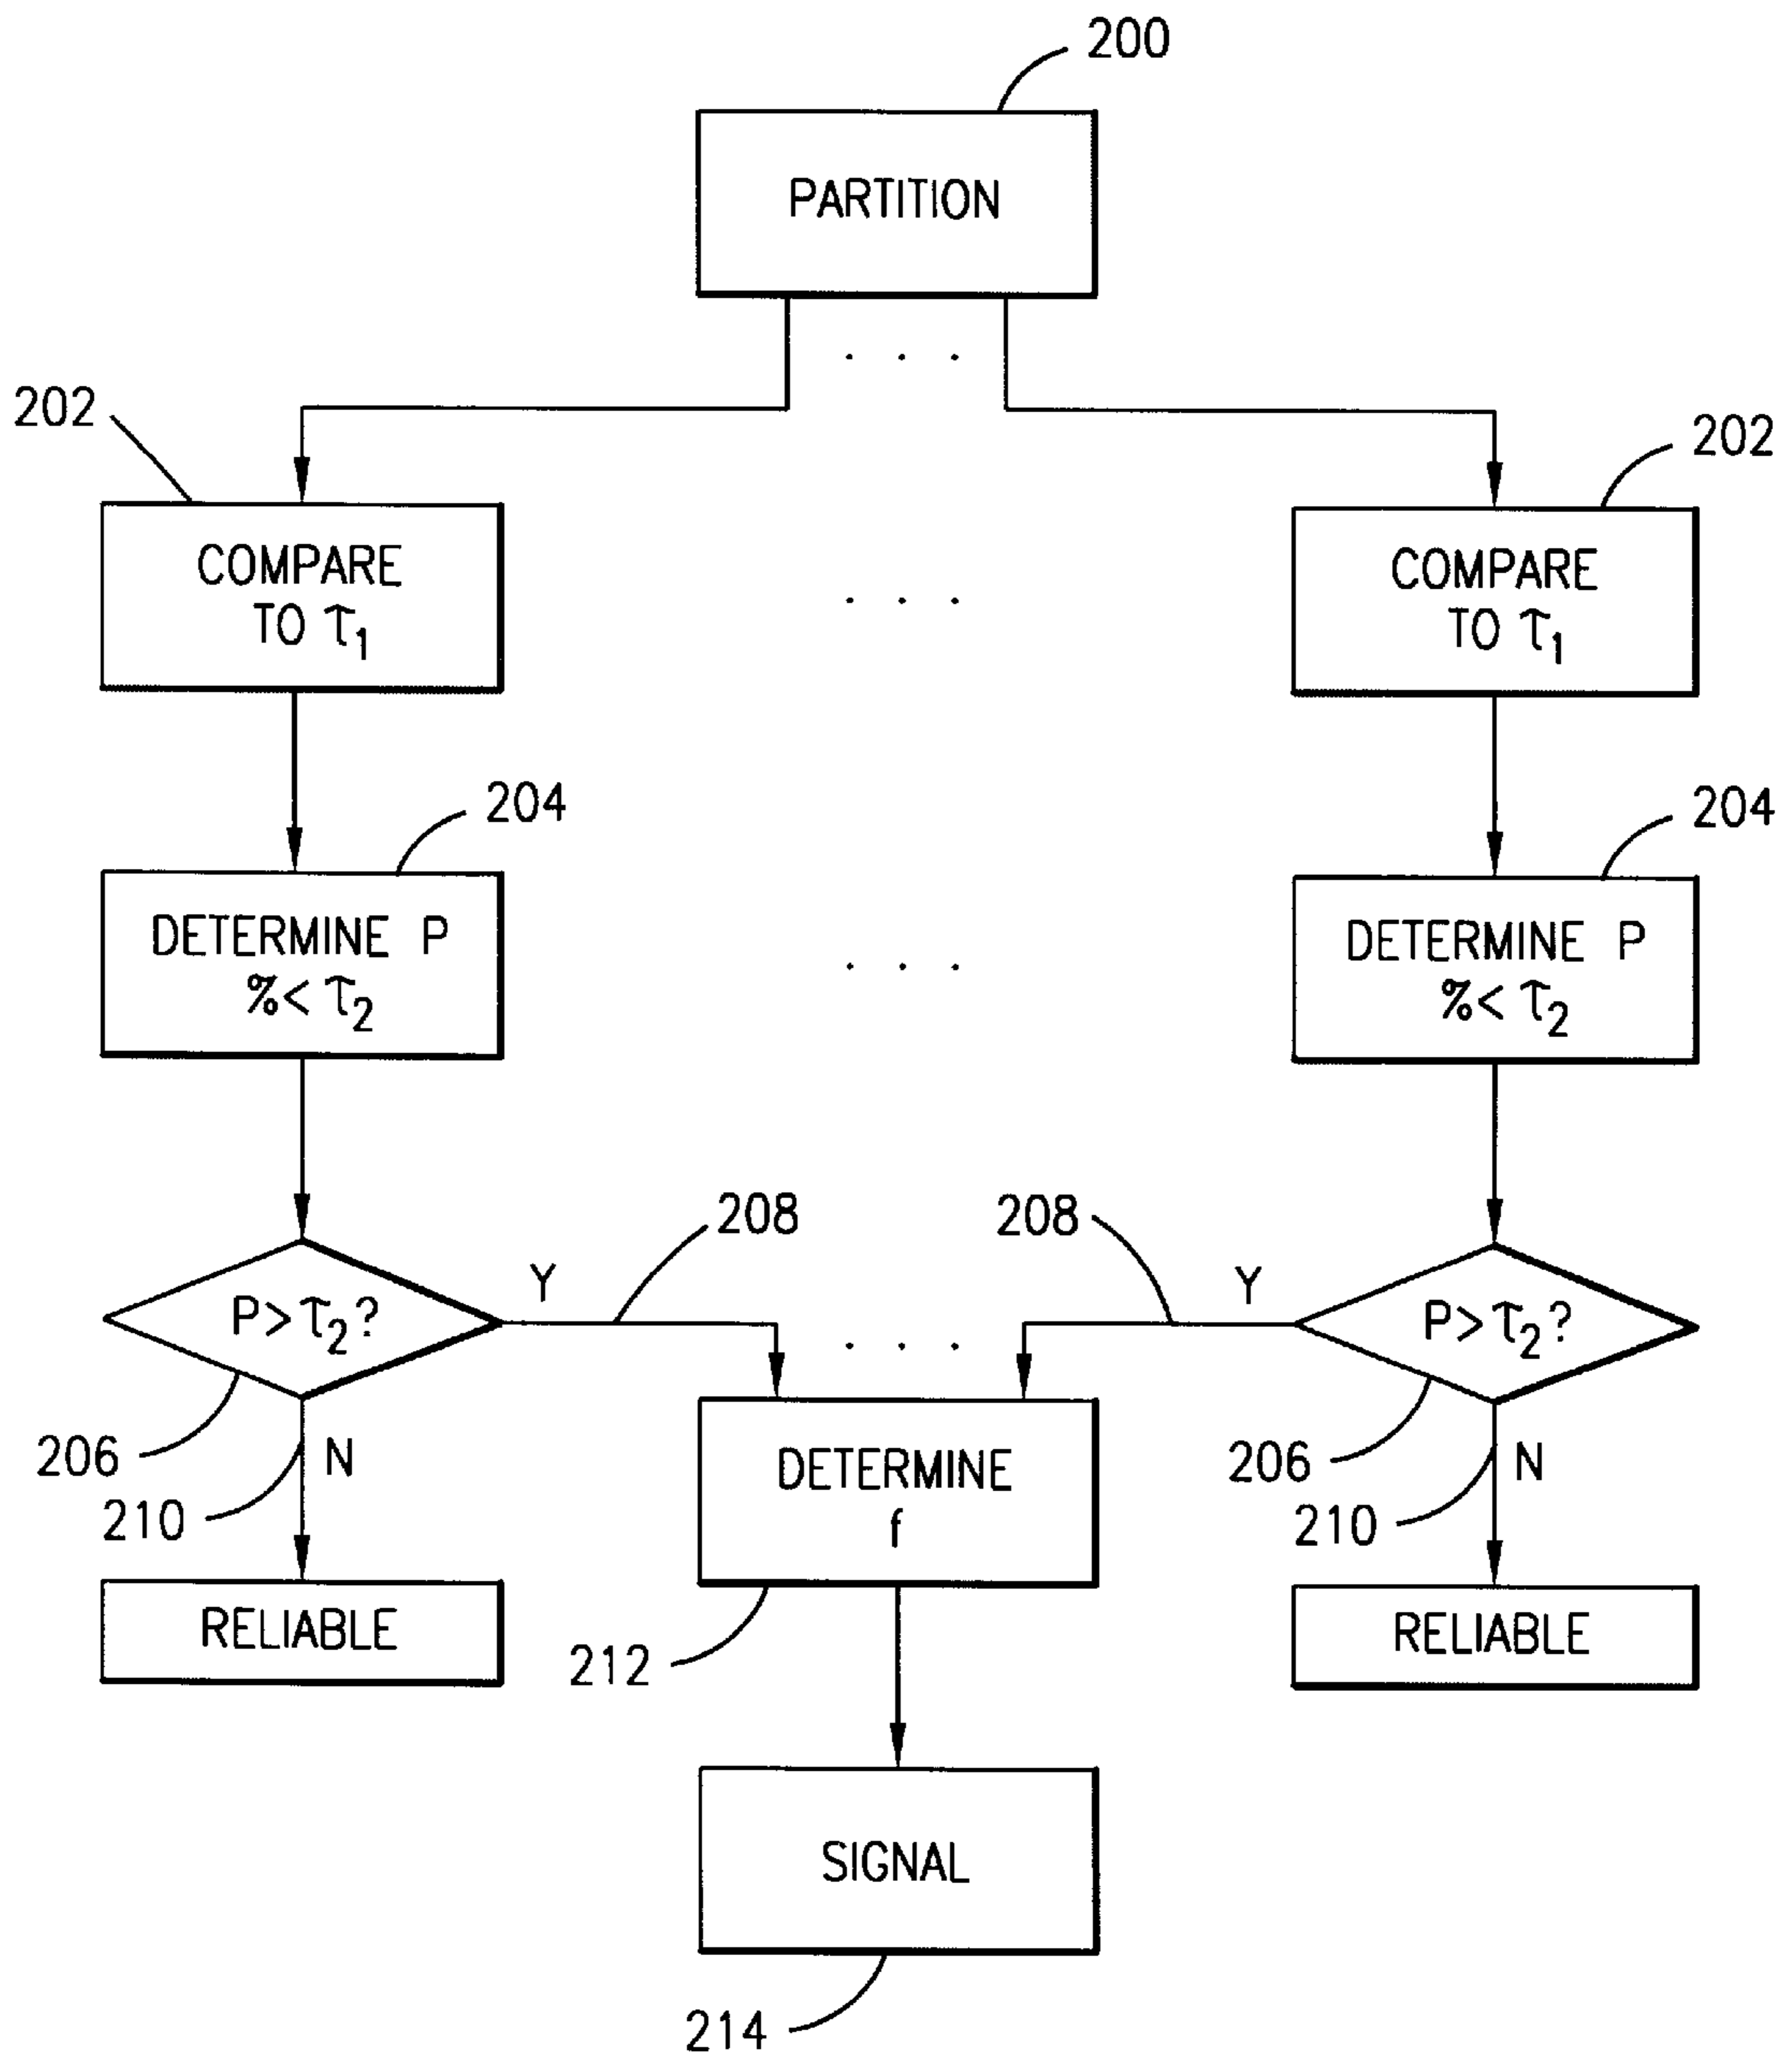 200
PARTITION
. . .
202
202
COMPARE
TO τ1
. . .
COMPARE
TO τ1
204
204
DETERMINE P
%< τ2
. . .
DETERMINE P
%< τ2
208
208
Y
Y
P> τ2?
. . .
P> τ2?
206
N
210
DETERMINE
f
206
N
210
RELIABLE
212
RELIABLE
SIGNAL
214